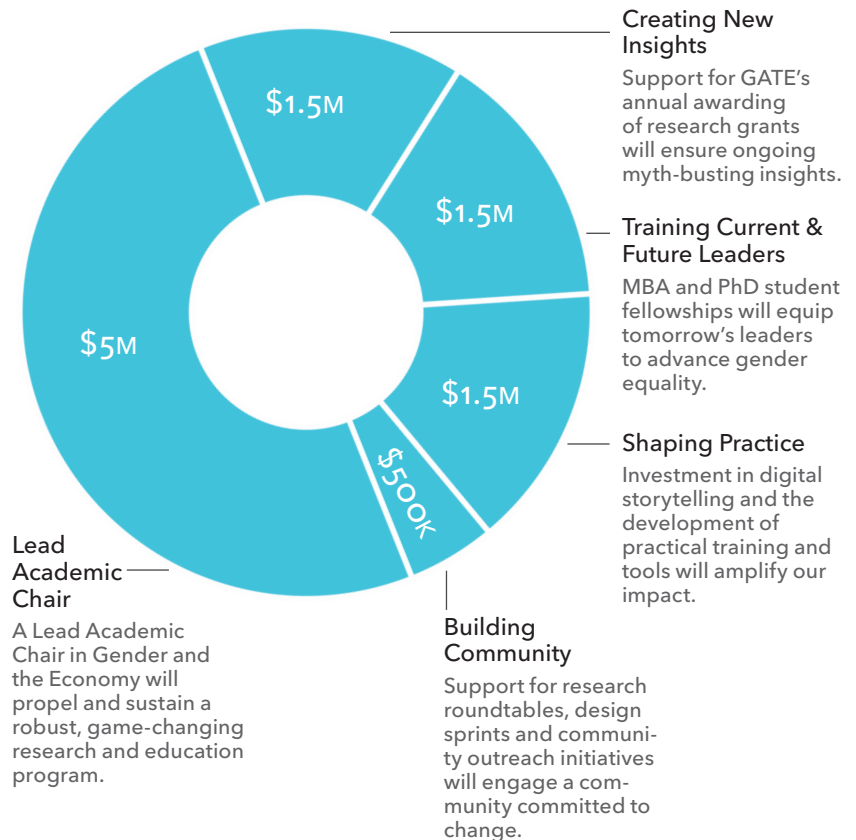 Creating New
Insights
Support for GATE’s
annual awarding
of research grants
will ensure ongoing
myth-busting insights.
$1.5M
$1.5M
Training Current &
Future Leaders
MBA and PhD student
fellowships will equip
tomorrow’s leaders
to advance gender
equality.
$5M
$1.5M
Shaping Practice
Investment in digital
storytelling and the
development of
practical training and
tools will amplify our
impact.
$500K
Lead
Academic
Chair
A Lead Academic
Chair in Gender and
the Economy will
propel and sustain a
robust, game-changing
research and education
program.
Building
Community
Support for research
roundtables, design
sprints and communi-
ty outreach initiatives
will engage a com-
munity committed to
change.